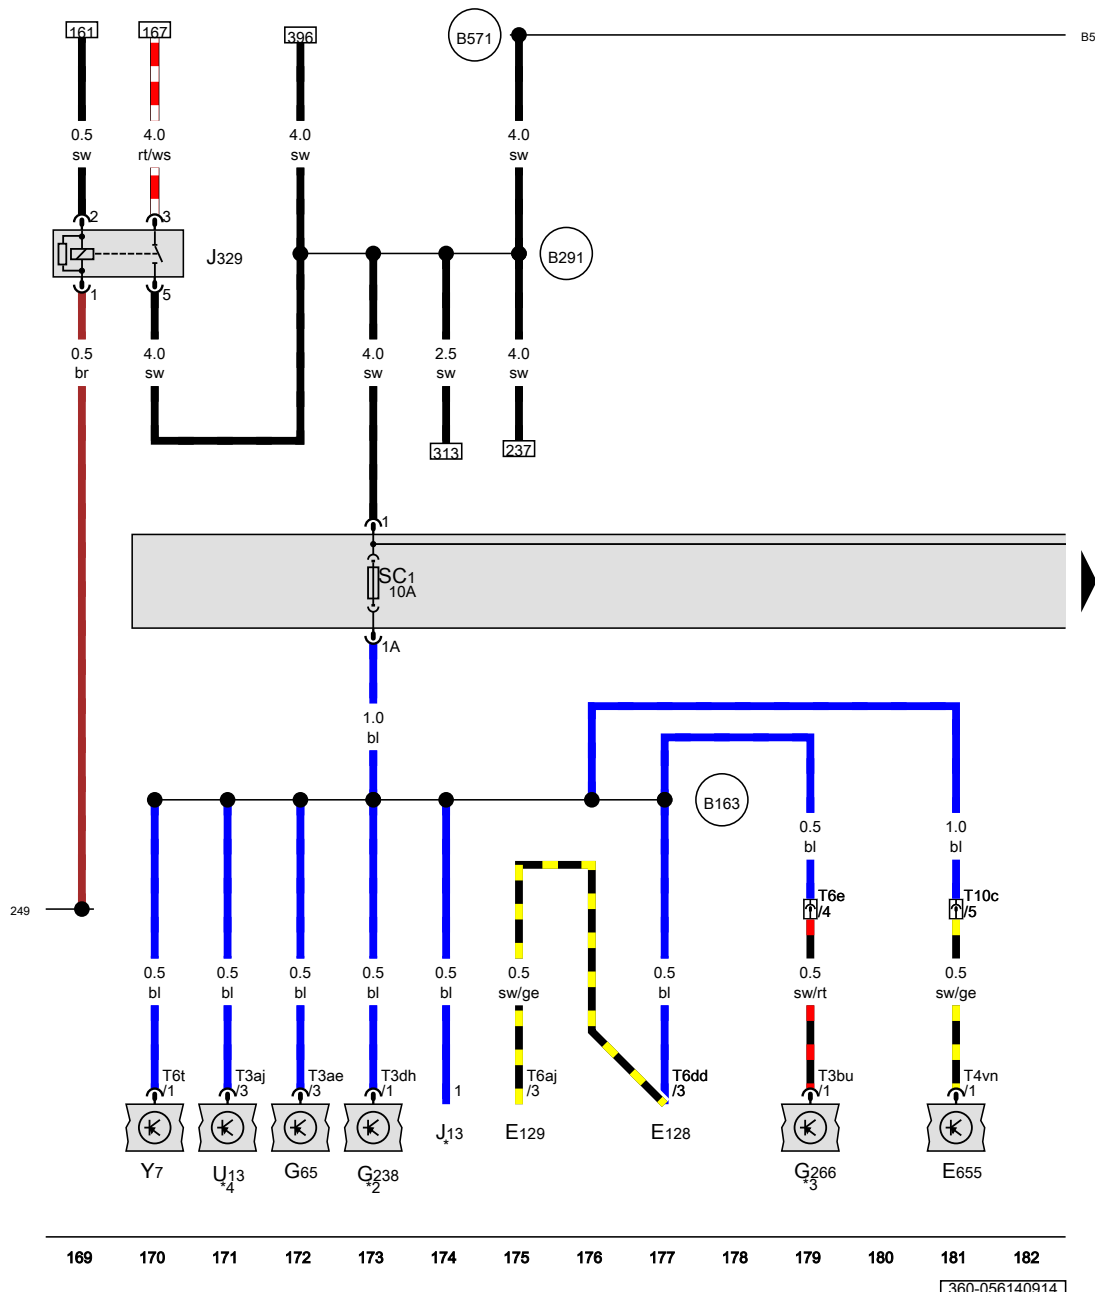 161 167 396 B571 B5
0.5 4.0 4.0 4.0
sw rt/ws sw sw
2 3
J329 B291
1 5
0.5 4.0 4.0 2.5 4.0
br sw sw sw sw
313 237
1
SC1
10A
1A
1.0
bl
B163
0.5 1.0
bl bl
T6e T10c
/4 /5
249
0.5 0.5 0.5 0.5 0.5 0.5 0.5 0.5 0.5
bl bl bl bl bl sw/ge bl sw/rt sw/ge
T6t T3aj T3ae T3dh 1 T6aj T6dd T3bu T4vn
/1 /3 /3 /1 /3 /3 /1 /1
J13 E129 E128
*
Y7 U13 G65 G238 G266 E655
*4 *2 *3
169 170 171 172 173 174 175 176 177 178 179 180 181 182
360-056140914